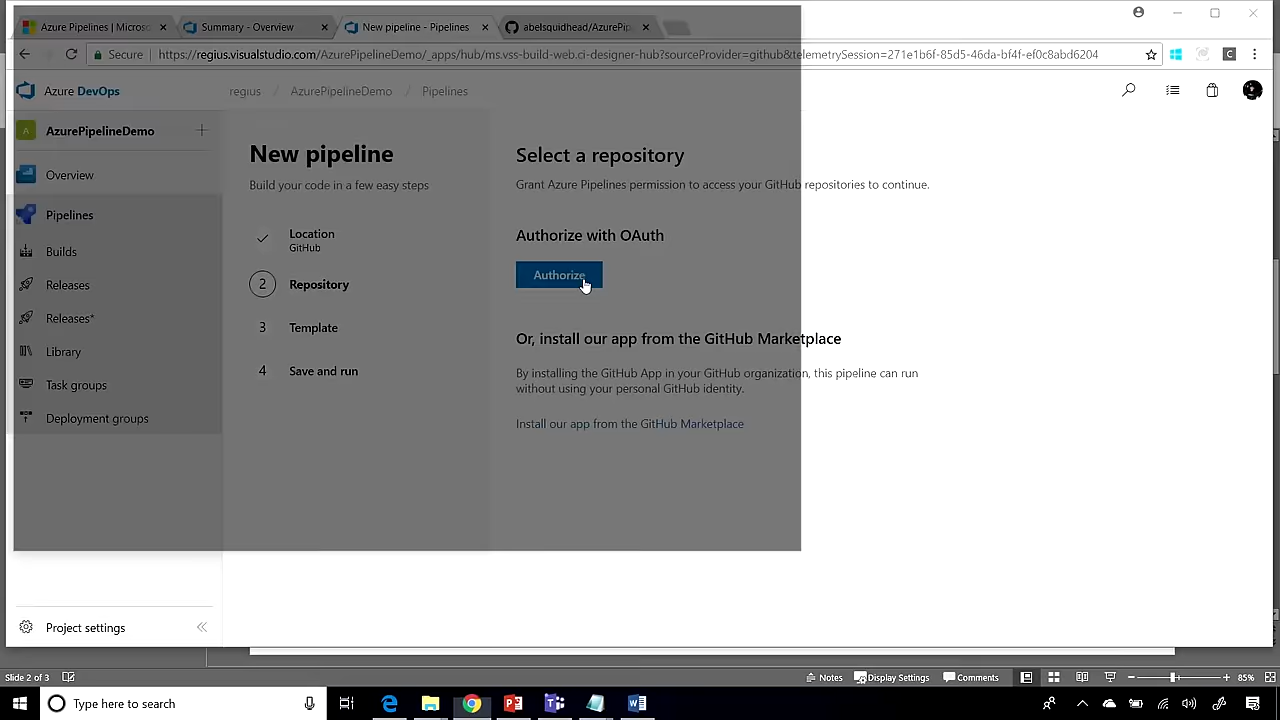 Azure Pipelines | Microsc
Summary - Overview
New pipeline - Pipelines
abelsquidhead/AzurePip
Secure
https://regius.visualstudio.com/AzurePipelineDemo/_apps/hub/ms.vss-build-web.ci-designer-hub?sourceProvider=github&telemetrySession=271e1b6f-85d5-46da-bf4f-ef0c8abd6104
Azure DevOps
regius / AzurePipelineDemo / Pipelines
A AzurePipelineDemo
Overview
Pipelines
Builds
Releases
Releases*
Library
Task groups
Deployment groups
Project settings
New pipeline
Build your code in a few easy steps
Location
GitHub
2 Repository
3 Template
4 Save and run
Select a repository
Grant Azure Pipelines permission to access your GitHub repositories to continue.
Authorize with OAuth
Authorize
Or, install our app from the GitHub Marketplace
By installing the GitHub App in your GitHub organization, this pipeline can run
without using your personal GitHub identity.
Install our app from the GitHub Marketplace
Slide 2 of 3
Notes
Display Settings
Comments
85%
Type here to search